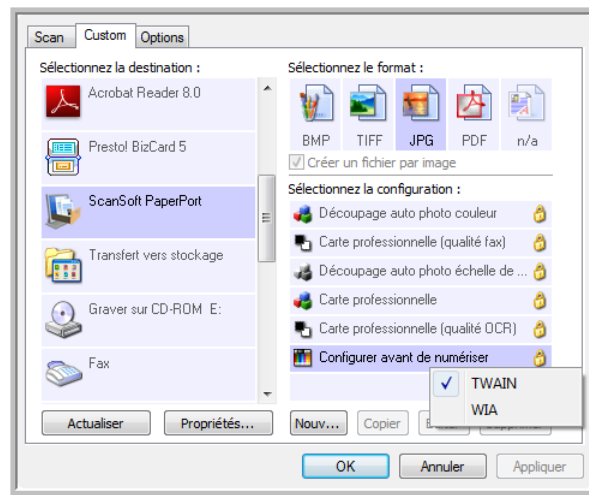 Scan Custom Options
Sélectionnez la destination :
Acrobat Reader 8.0
Presto! BizCard 5
ScanSoft PaperPort
Transfert vers stockage
Graver sur CD-ROM E:
Fax
Actualiser Propriétés...
Sélectionnez le format :
BMP TIFF JPG PDF n/a
Créer un fichier par image
Sélectionnez la configuration :
Découpage auto photo couleur
Carte professionnelle (qualité fax)
Découpage auto photo échelle de ...
Carte professionnelle
Carte professionnelle (qualité OCR)
Configurer avant de numériser
TWAIN
WIA
Nouv... Copier
OK Annuler Appliquer